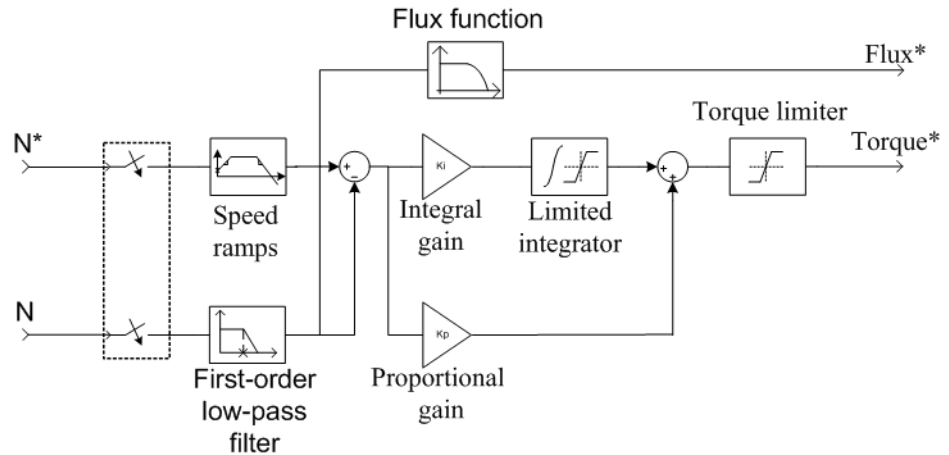 Flux function
Flux*
Torque limiter
N*
Torque*
+
−
Ki
+
+
Speed
ramps
Integral
gain
Limited
integrator
N
Kp
First-order
low-pass
filter
Proportional
gain